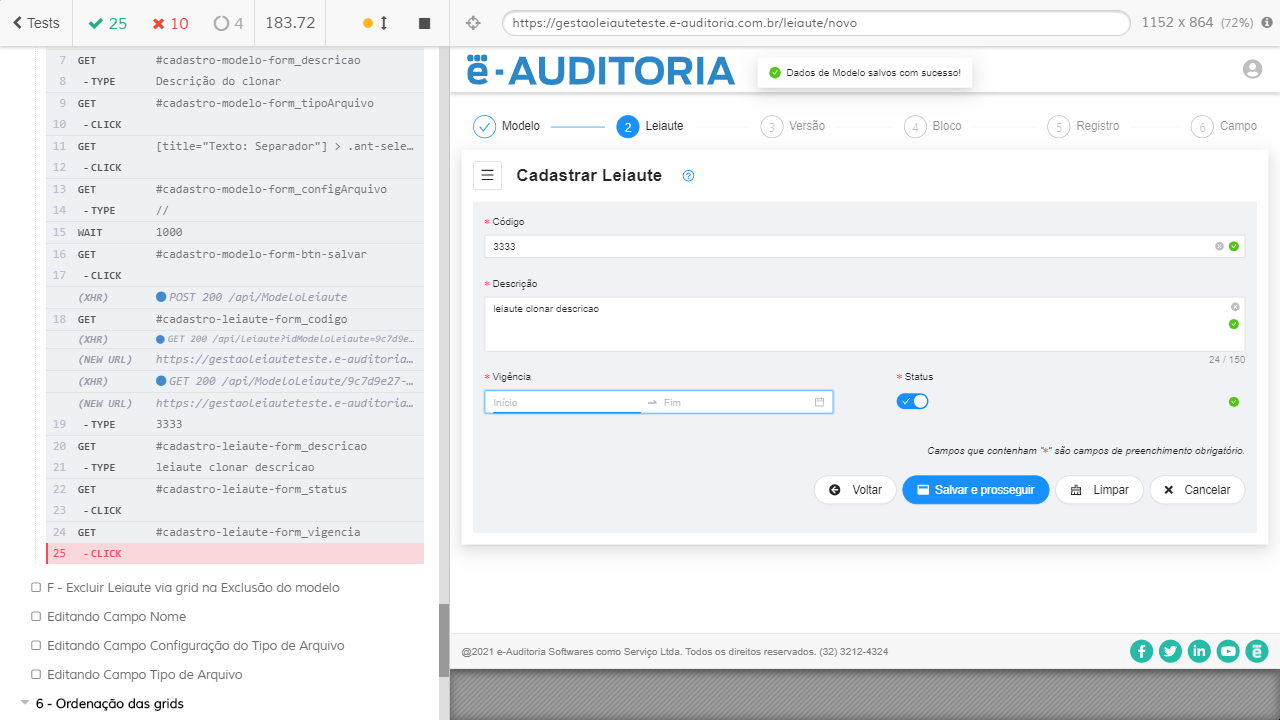 Tests
25
10
4
183.72
https://gestaoleiauteteste.e-auditoria.com.br/leiaute/novo
1152 x 864 (72%)
7 GET #cadastro-modelo-form_descricao
8 -TYPE Descrição do clonar
9 GET #cadastro-modelo-form_tipoArquivo
10 -CLICK
11 GET [title="Texto: Separador"] > .ant-sele…
12 -CLICK
13 GET #cadastro-modelo-form_configArquivo
14 -TYPE //
15 WAIT 1000
16 GET #cadastro-modelo-form-btn-salvar
17 -CLICK
(XHR) POST 200 /api/ModeloLeiaute
18 GET #cadastro-leiaute-form_codigo
(XHR) GET 200 /api/Leiaute?idModeloLeiaute=9c7d9e…
(NEW URL) https://gestaoleiauteteste.e-auditoria…
(XHR) GET 200 /api/ModeloLeiaute/9c7d9e27-…
(NEW URL) https://gestaoleiauteteste.e-auditoria…
19 -TYPE 3333
20 GET #cadastro-leiaute-form_descricao
21 -TYPE leiaute clonar descricao
22 GET #cadastro-leiaute-form_status
23 -CLICK
24 GET #cadastro-leiaute-form_vigencia
25 -CLICK
F - Excluir Leiaute via grid na Exclusão do modelo
Editando Campo Nome
Editando Campo Configuração do Tipo de Arquivo
Editando Campo Tipo de Arquivo
6 - Ordenação das grids
ë-AUDITORIA
Dados de Modelo salvos com sucesso!
Modelo
2 Leiaute
3 Versão
4 Bloco
5 Registro
6 Campo
Cadastrar Leiaute
* Código
3333
* Descrição
leiaute clonar descricao
24 / 150
* Vigência
* Status
Início
Fim
Campos que contenham "*" são campos de preenchimento obrigatório.
Voltar
Salvar e prosseguir
Limpar
Cancelar
@2021 e-Auditoria Softwares como Serviço Ltda. Todos os direitos reservados. (32) 3212-4324